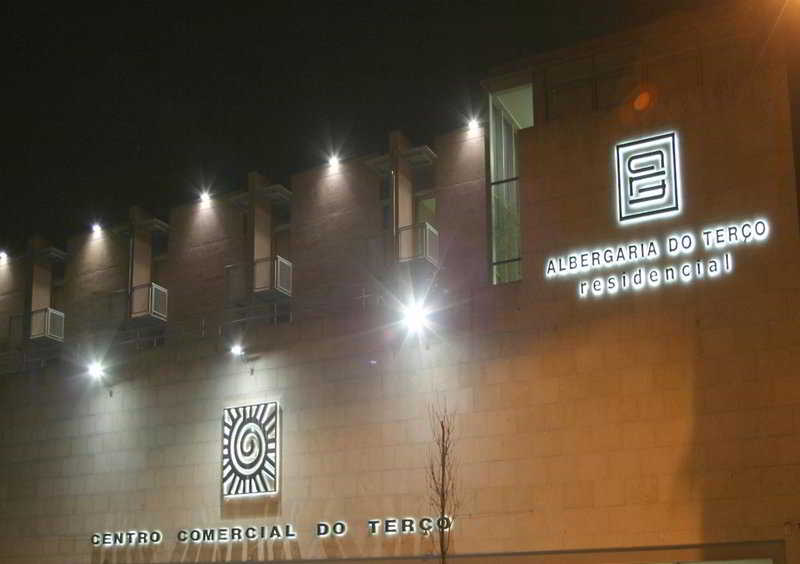 ALBERGARIA DO TERÇO
residencial
CENTRO COMERCIAL DO TERÇO